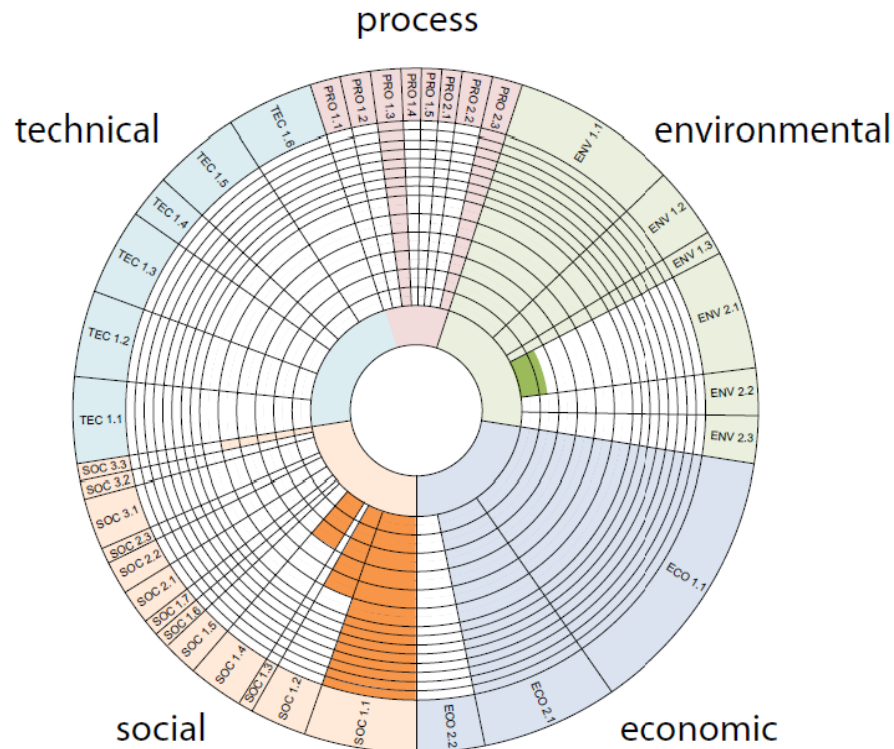 process
technical
environmental
PRO 1.1
PRO 1.2
PRO 1.3
PRO 1.4
PRO 1.5
PRO 2.1
PRO 2.2
PRO 2.3
ENV 1.1
ENV 1.2
ENV 1.3
ENV 2.1
ENV 2.2
ENV 2.3
ECO 1.1
ECO 2.1
ECO 2.2
SOC 1.1
SOC 1.2
SOC 1.3
SOC 1.4
SOC 1.5
SOC 1.6
SOC 1.7
SOC 2.1
SOC 2.2
SOC 2.3
SOC 3.1
SOC 3.2
SOC 3.3
TEC 1.1
TEC 1.2
TEC 1.3
TEC 1.4
TEC 1.5
TEC 1.6
social
economic